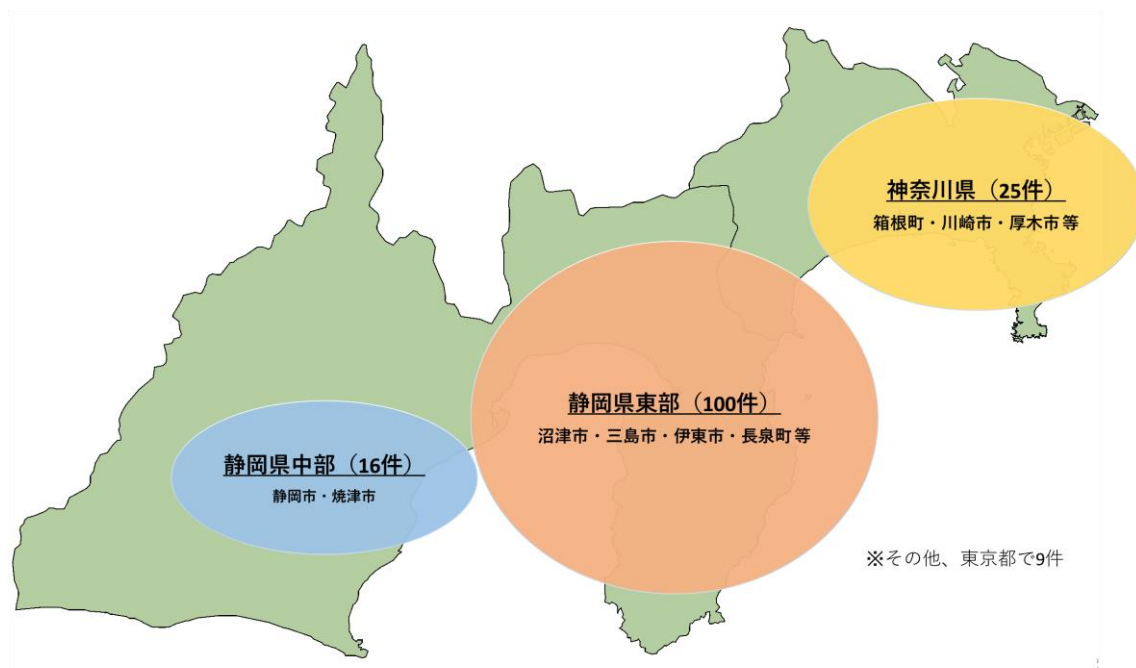 神奈川県（25件）
箱根町・川崎市・厚木市等
静岡県東部（100件）
沼津市・三島市・伊東市・長泉町等
静岡県中部（16件）
静岡市・焼津市
※その他、東京都で9件